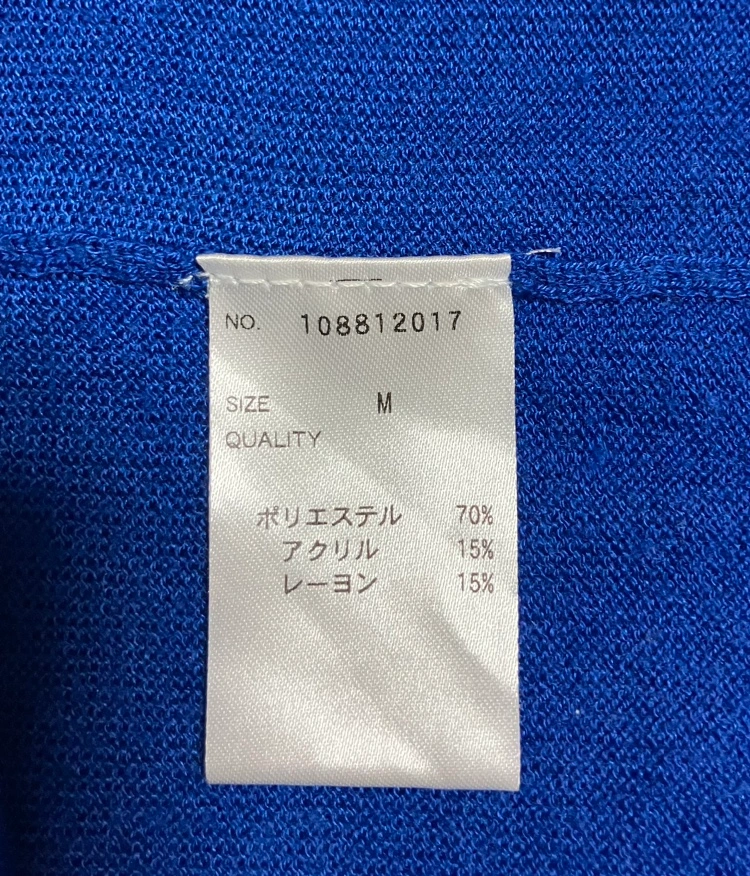 NO. 108812017
SIZE M
QUALITY
ポリエステル 70%
アクリル 15%
レーヨン 15%